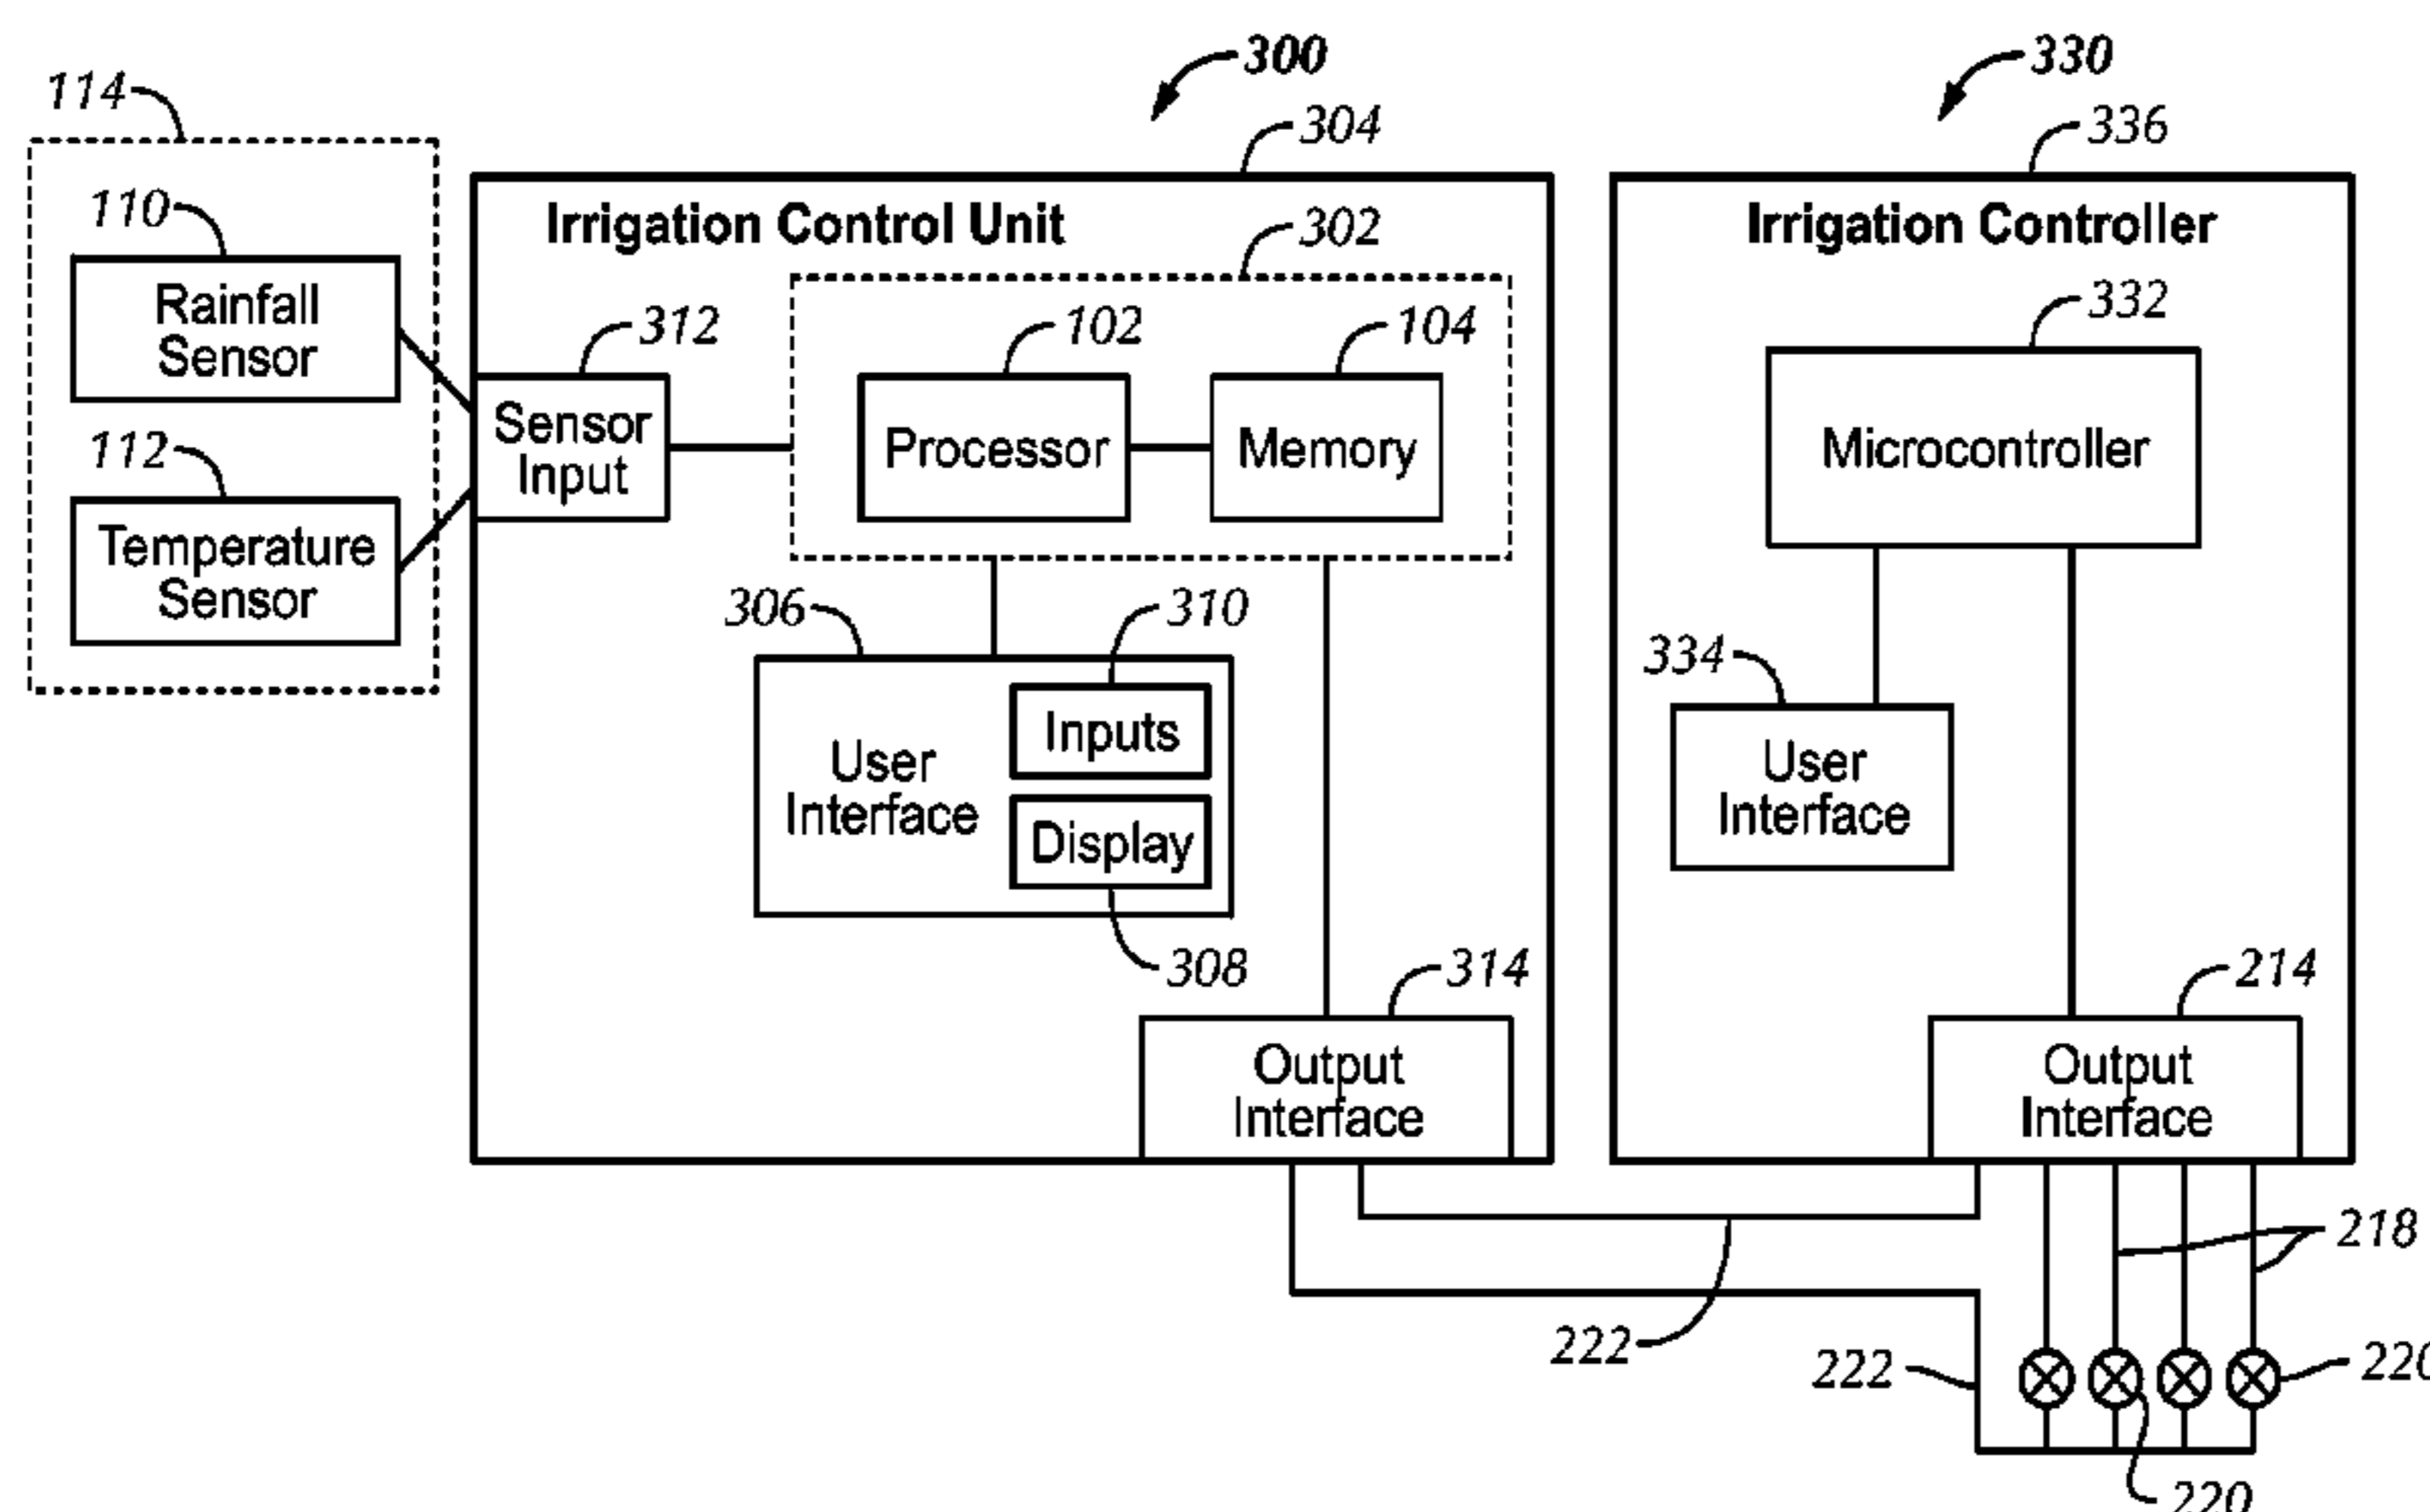 300
330
114
304
336
110
Irrigation Control Unit
302
Irrigation Controller
Rainfall
Sensor
312
102
104
332
Sensor
Input
Processor
Memory
Microcontroller
112
Temperature
Sensor
306
310
334
User
Interface
Inputs
Display
User
Interface
308
314
214
Output
Interface
Output
Interface
218
222
222
220
220